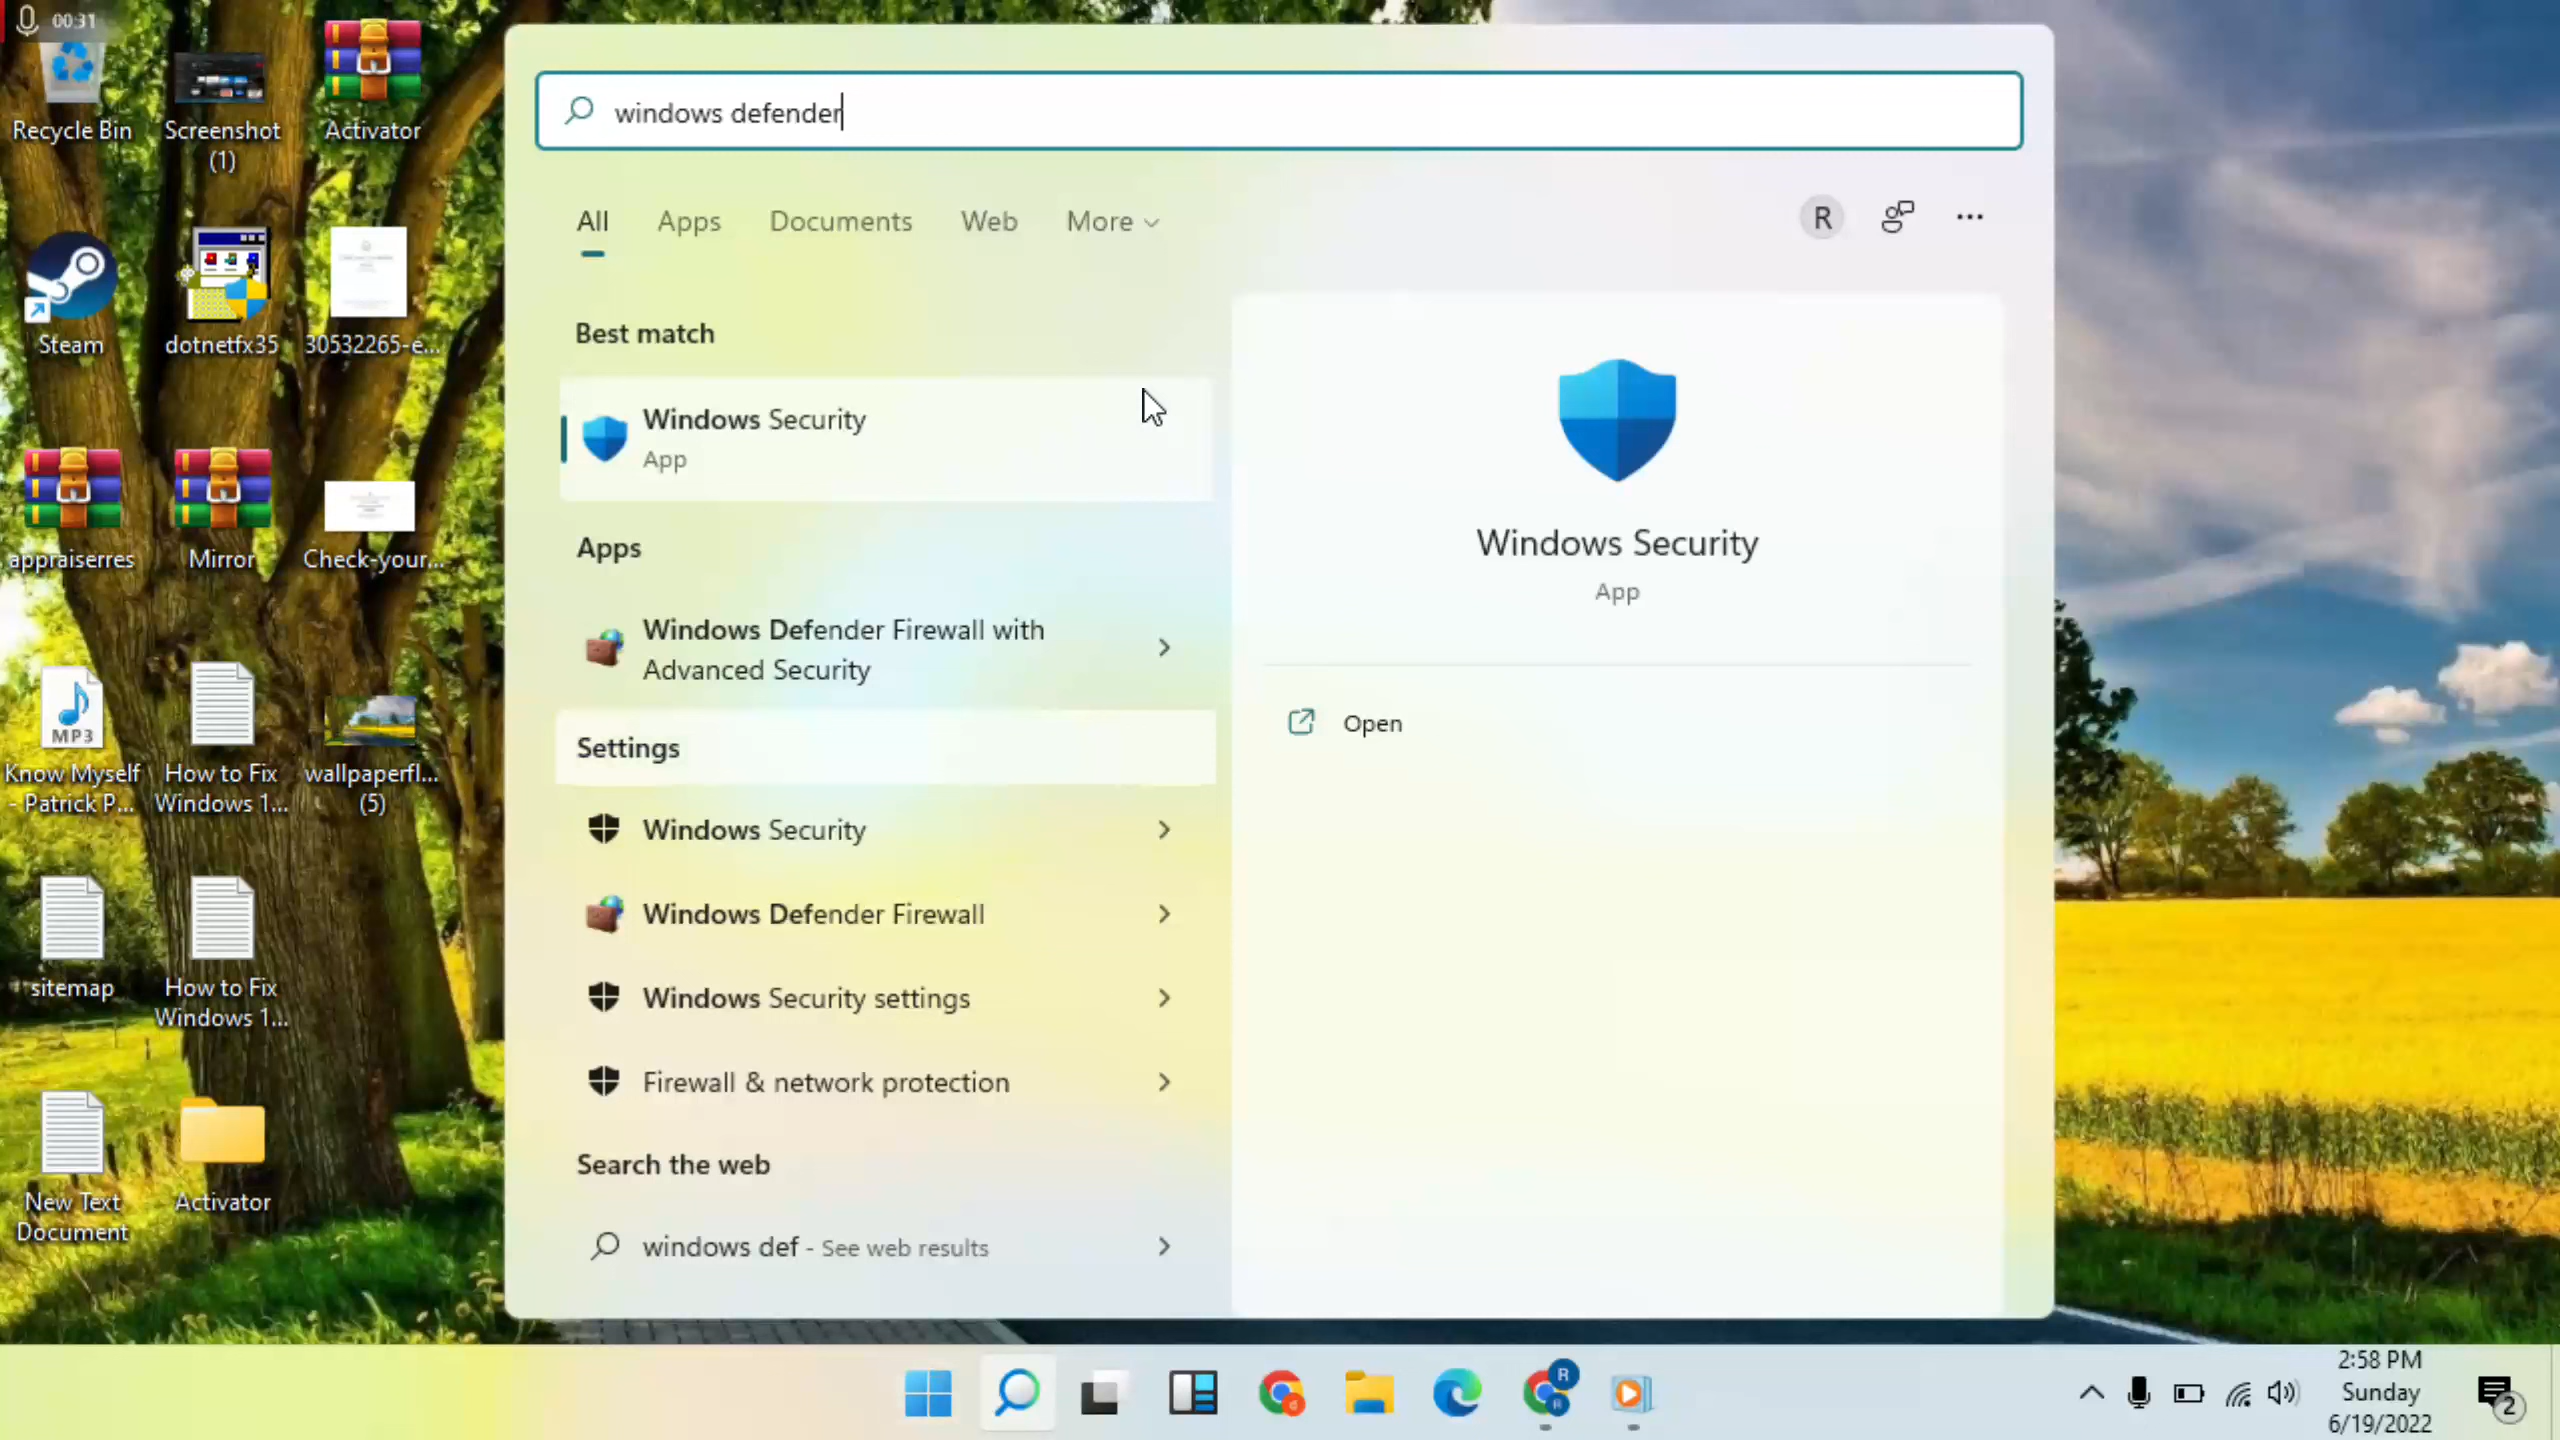 00:31
Recycle Bin
Screenshot
(1)
Activator
Steam
dotnetfx35
30532265-e...
appraiserres
Mirror
Check-your...
MP3
Know Myself
- Patrick P...
How to Fix
Windows 1...
wallpaperfl...
(5)
sitemap
How to Fix
Windows 1...
New Text
Document
Activator
windows defender
All
Apps
Documents
Web
More
R
Best match
Windows Security
App
Apps
Windows Defender Firewall with
Advanced Security
Settings
Windows Security
Windows Defender Firewall
Windows Security settings
Firewall & network protection
Search the web
windows def - See web results
Windows Security
App
Open
R
2:58 PM
Sunday
6/19/2022
2